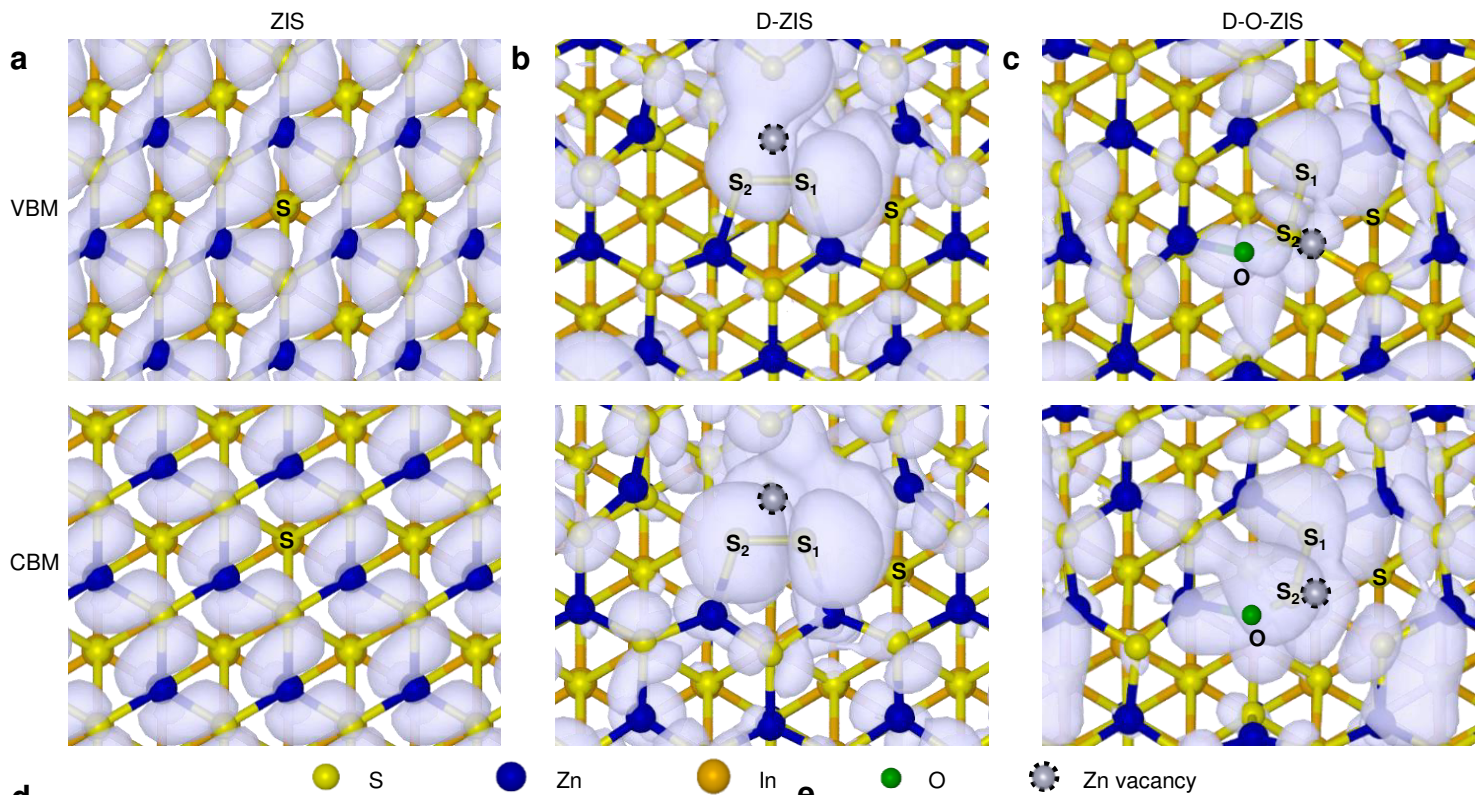 ZIS D-ZIS D-O-ZIS
a b c
VBM
S
S2 S1 S
S1 S2 S O
CBM
S
S2 S1 S
S1 S2 S O
S Zn In O Zn vacancy